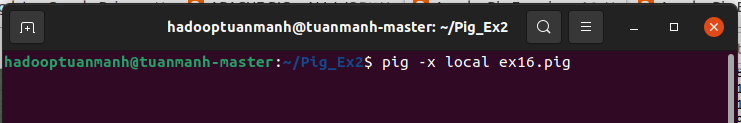 hadooptuanmanh@tuanmanh-master: ~/Pig_Ex2
hadooptuanmanh@tuanmanh-master:~/Pig_Ex2$ pig -x local ex16.pig